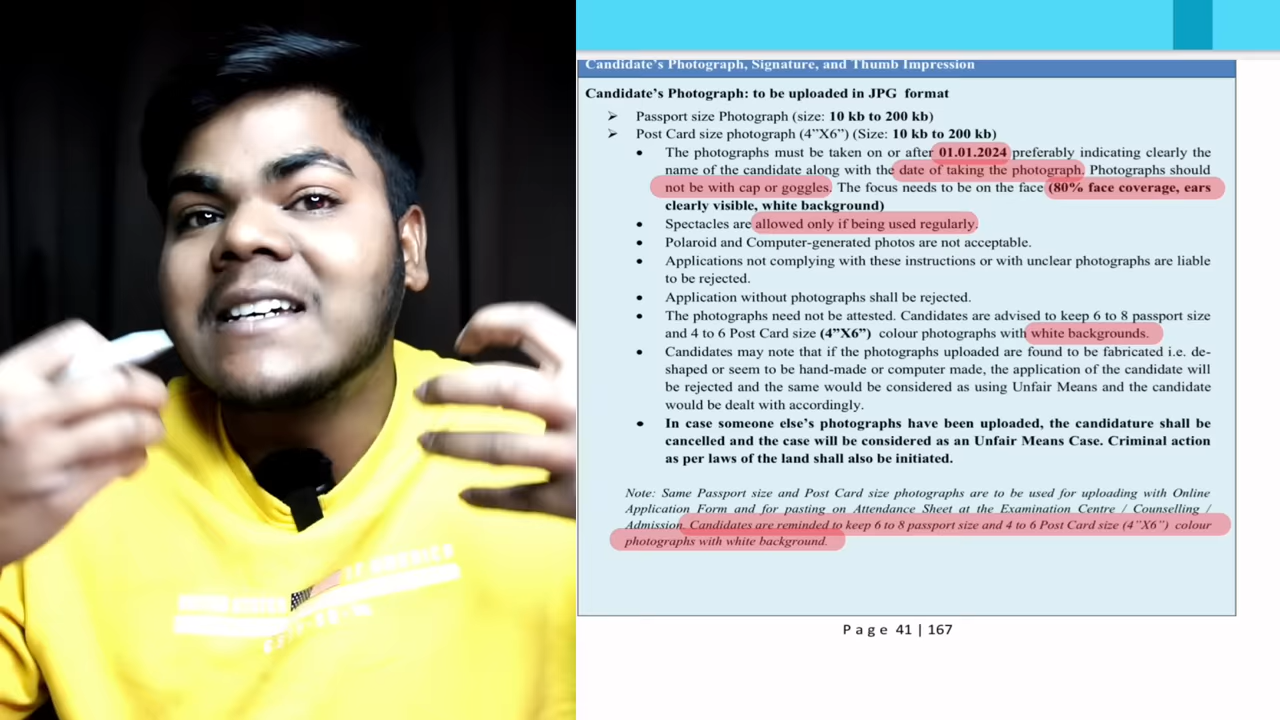 Candidate's Photograph, Signature, and Thumb Impression
Candidate's Photograph: to be uploaded in JPG format
➢ Passport size Photograph (size: 10 kb to 200 kb)
➢ Post Card size photograph (4”X6”) (Size: 10 kb to 200 kb)
• The photographs must be taken on or after 01.01.2024 preferably indicating clearly the
name of the candidate along with the date of taking the photograph. Photographs should
not be with cap or goggles. The focus needs to be on the face (80% face coverage, ears
clearly visible, white background)
• Spectacles are allowed only if being used regularly.
• Polaroid and Computer-generated photos are not acceptable.
• Applications not complying with these instructions or with unclear photographs are liable
to be rejected.
• Application without photographs shall be rejected.
• The photographs need not be attested. Candidates are advised to keep 6 to 8 passport size
and 4 to 6 Post Card size (4”X6”) colour photographs with white backgrounds.
• Candidates may note that if the photographs uploaded are found to be fabricated i.e. de-
shaped or seem to be hand-made or computer made, the application of the candidate will
be rejected and the same would be considered as using Unfair Means and the candidate
would be dealt with accordingly.
• In case someone else's photographs have been uploaded, the candidature shall be
cancelled and the case will be considered as an Unfair Means Case. Criminal action
as per laws of the land shall also be initiated.
Note: Same Passport size and Post Card size photographs are to be used for uploading with Online
Application Form and for pasting on Attendance Sheet at the Examination Centre / Counselling /
Admission. Candidates are reminded to keep 6 to 8 passport size and 4 to 6 Post Card size (4”X6”) colour
photographs with white background.
Page 41 | 167